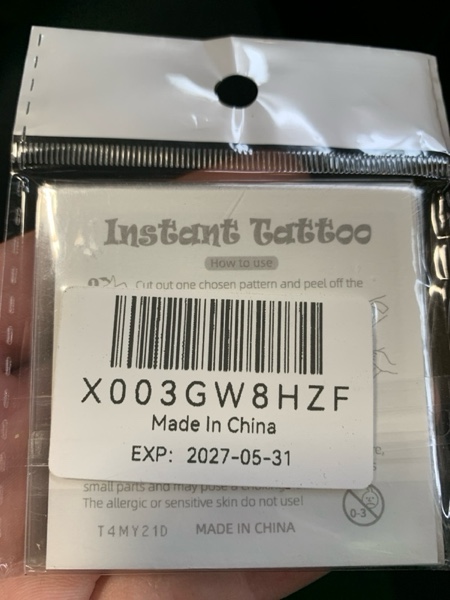 Instant Tattoo
How to use
Cut out one chosen pattern and peel off the
X003GW8HZF
Made In China
EXP: 2027-05-31
small parts and may pose a
The allergic or sensitive skin do not use!
0-3
T4MY21D MADE IN CHINA